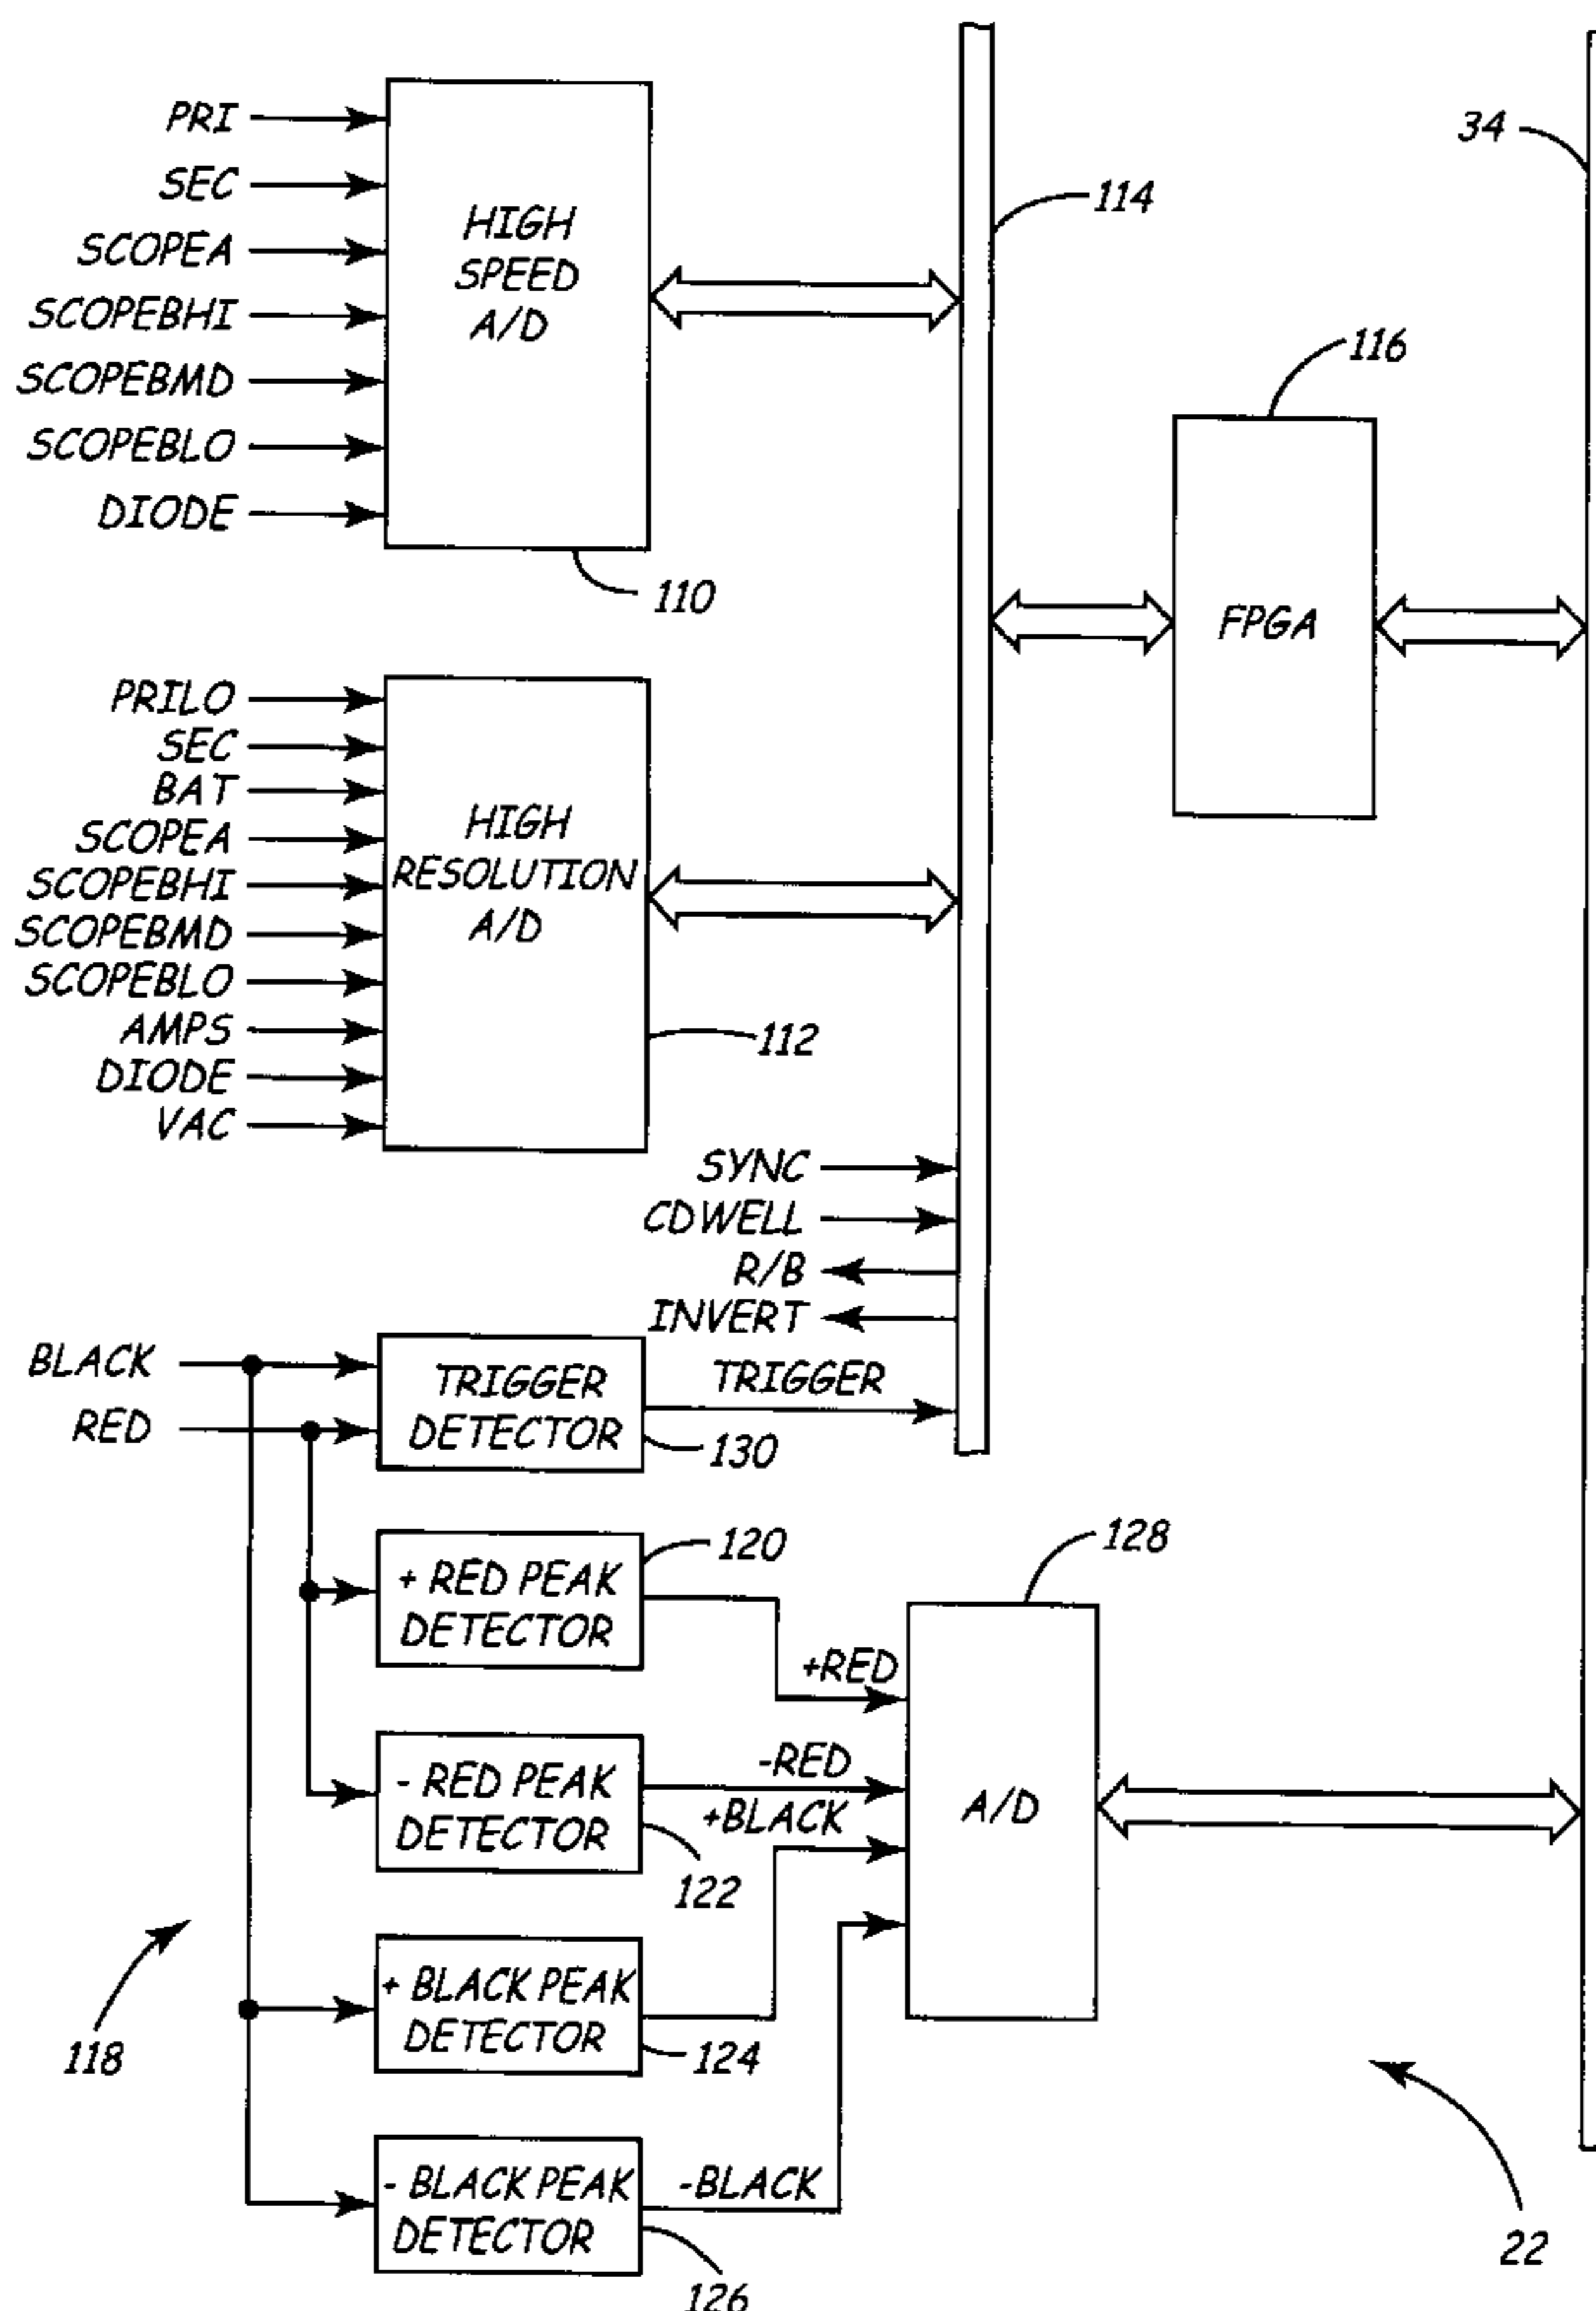 PRI
SEC
SCOPEA
SCOPEBHI
SCOPEBMD
SCOPEBLO
DIODE
HIGH
SPEED
A/D
110
114
34
116
FPGA
PRILO
SEC
BAT
SCOPEA
SCOPEBHI
SCOPEBMD
SCOPEBLO
AMPS
DIODE
VAC
HIGH
RESOLUTION
A/D
112
SYNC
CDWELL
R/B
INVERT
BLACK
RED
TRIGGER
DETECTOR
130
TRIGGER
+ RED PEAK
DETECTOR
120
+RED
- RED PEAK
DETECTOR
122
-RED
+BLACK
128
A/D
+ BLACK PEAK
DETECTOR
124
118
- BLACK PEAK
DETECTOR
126
-BLACK
22